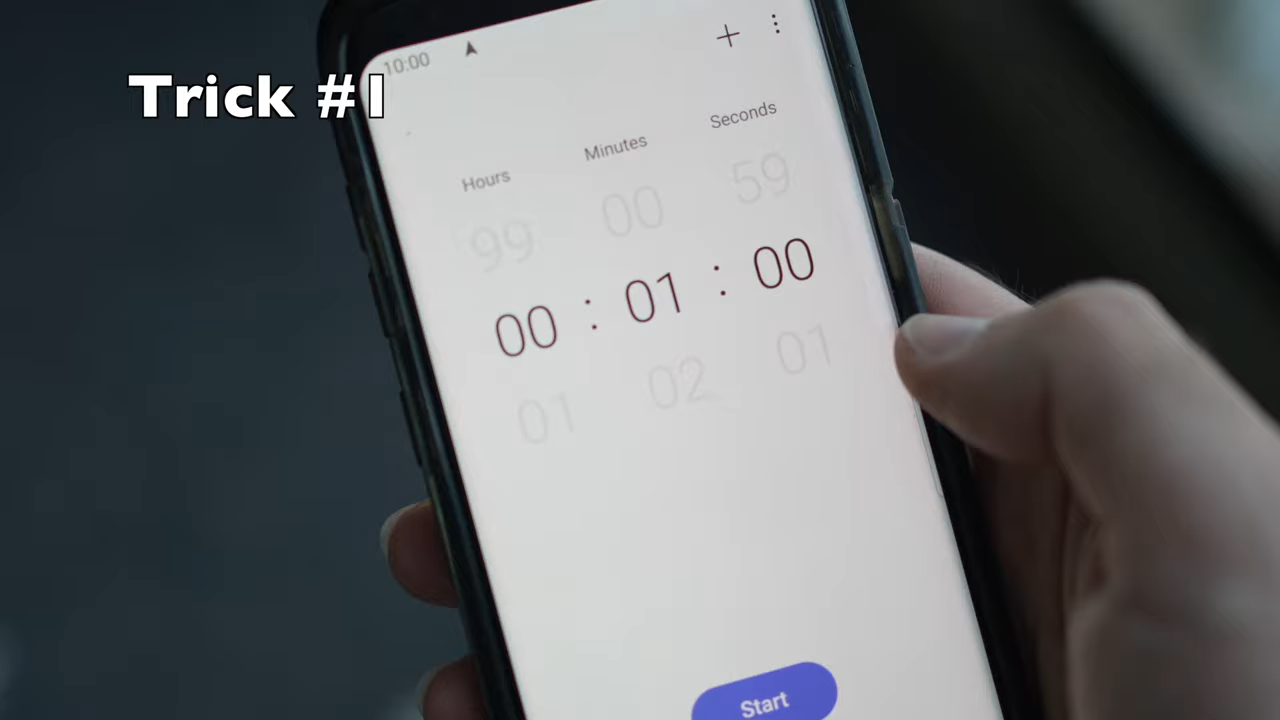 10:00
Trick #1
Hours Minutes Seconds
99 00 59
00 : 01 : 00
01 02 01
Start